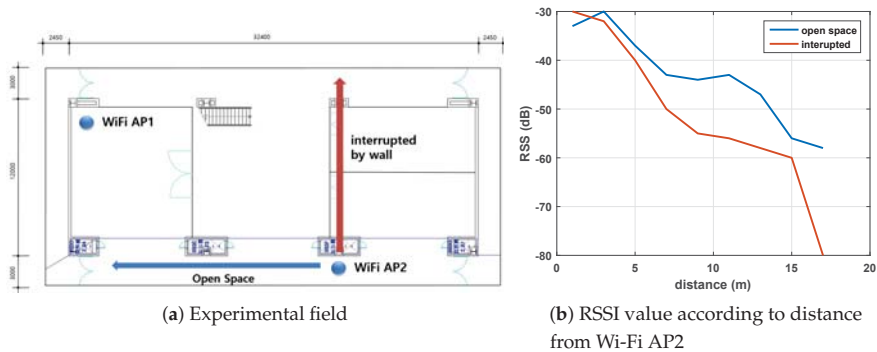 2450
32400
2450
3000
12000
WiFi AP1
interrupted
by wall
WiFi AP2
Open Space
(a) Experimental field
-30
-40
-50
-60
-70
-80
RSS (dB)
open space
interupted
0
5
10
15
20
distance (m)
(b) RSSI value according to distance
from Wi-Fi AP2